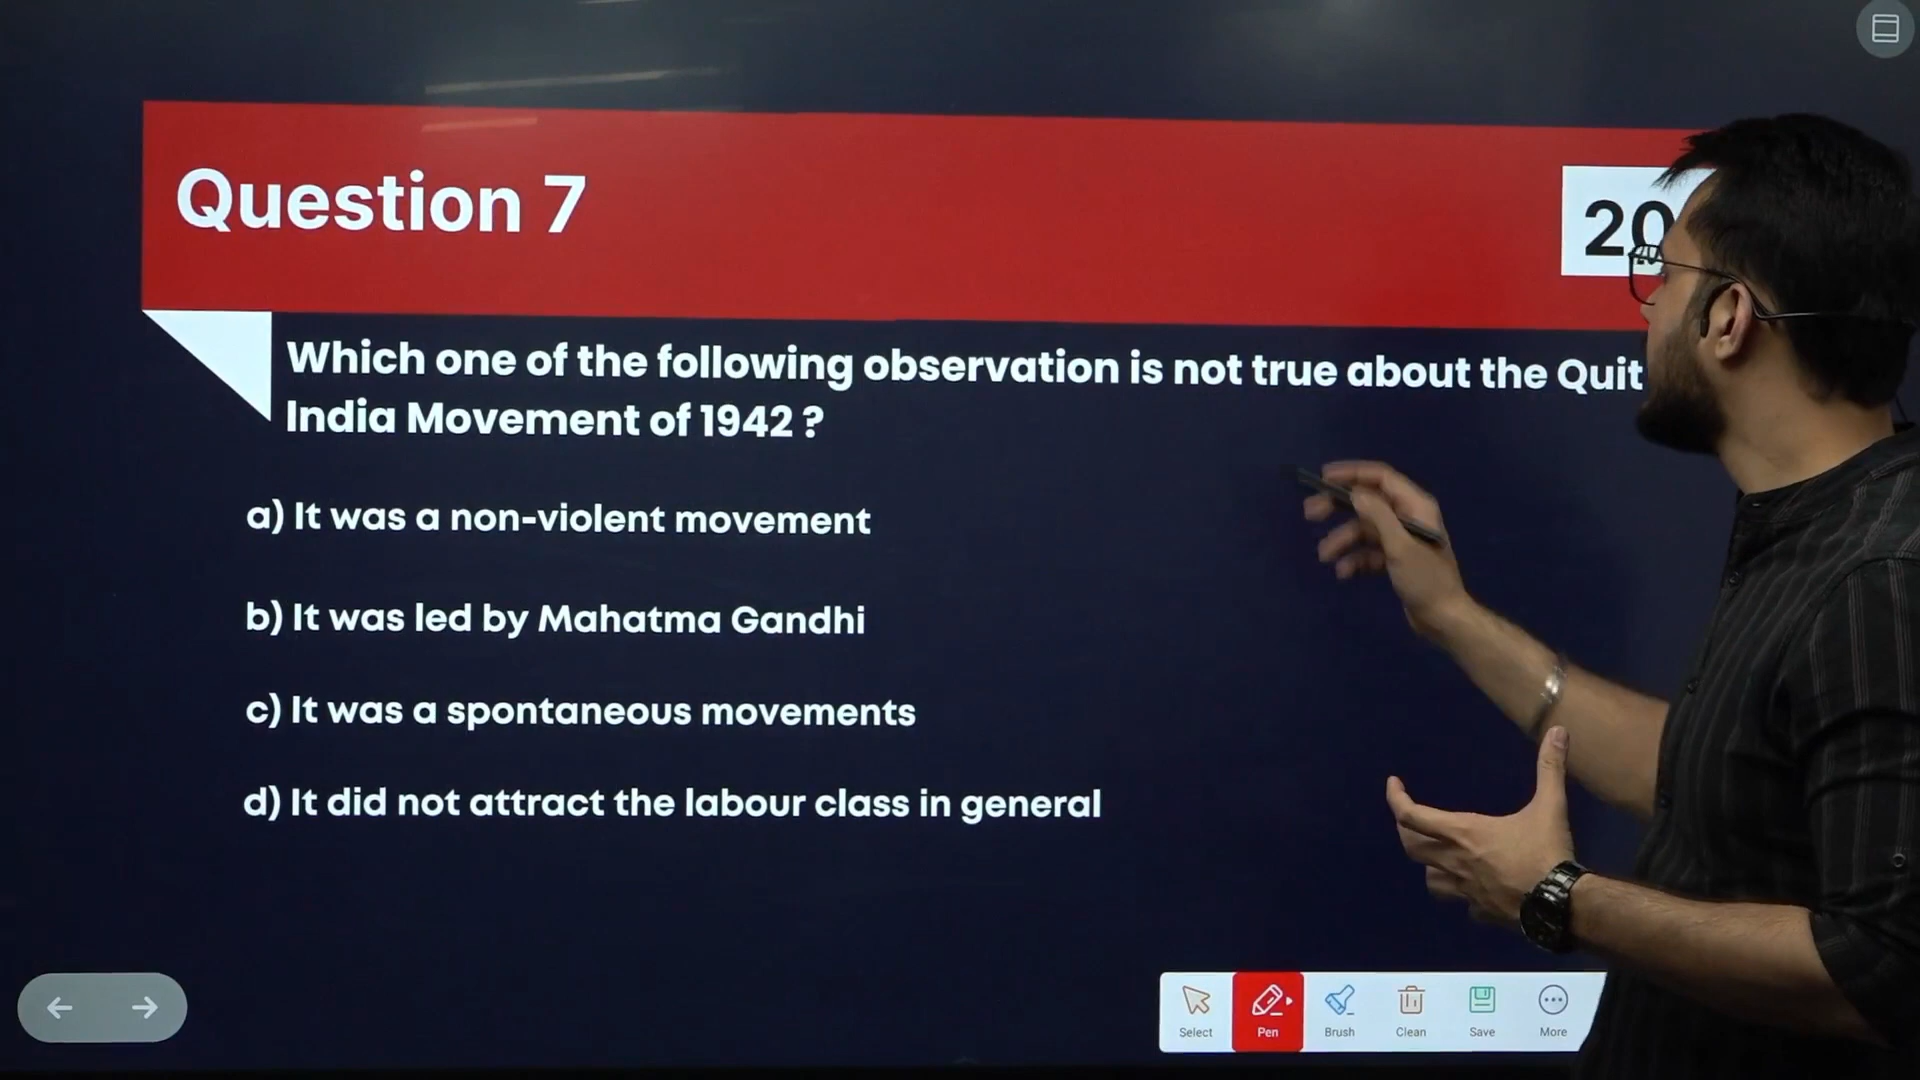 Question 7
20
Which one of the following observation is not true about the Quit
India Movement of 1942 ?
a) It was a non-violent movement
b) It was led by Mahatma Gandhi
c) It was a spontaneous movements
d) It did not attract the labour class in general
Select
Pen
Brush
Clean
Save
More